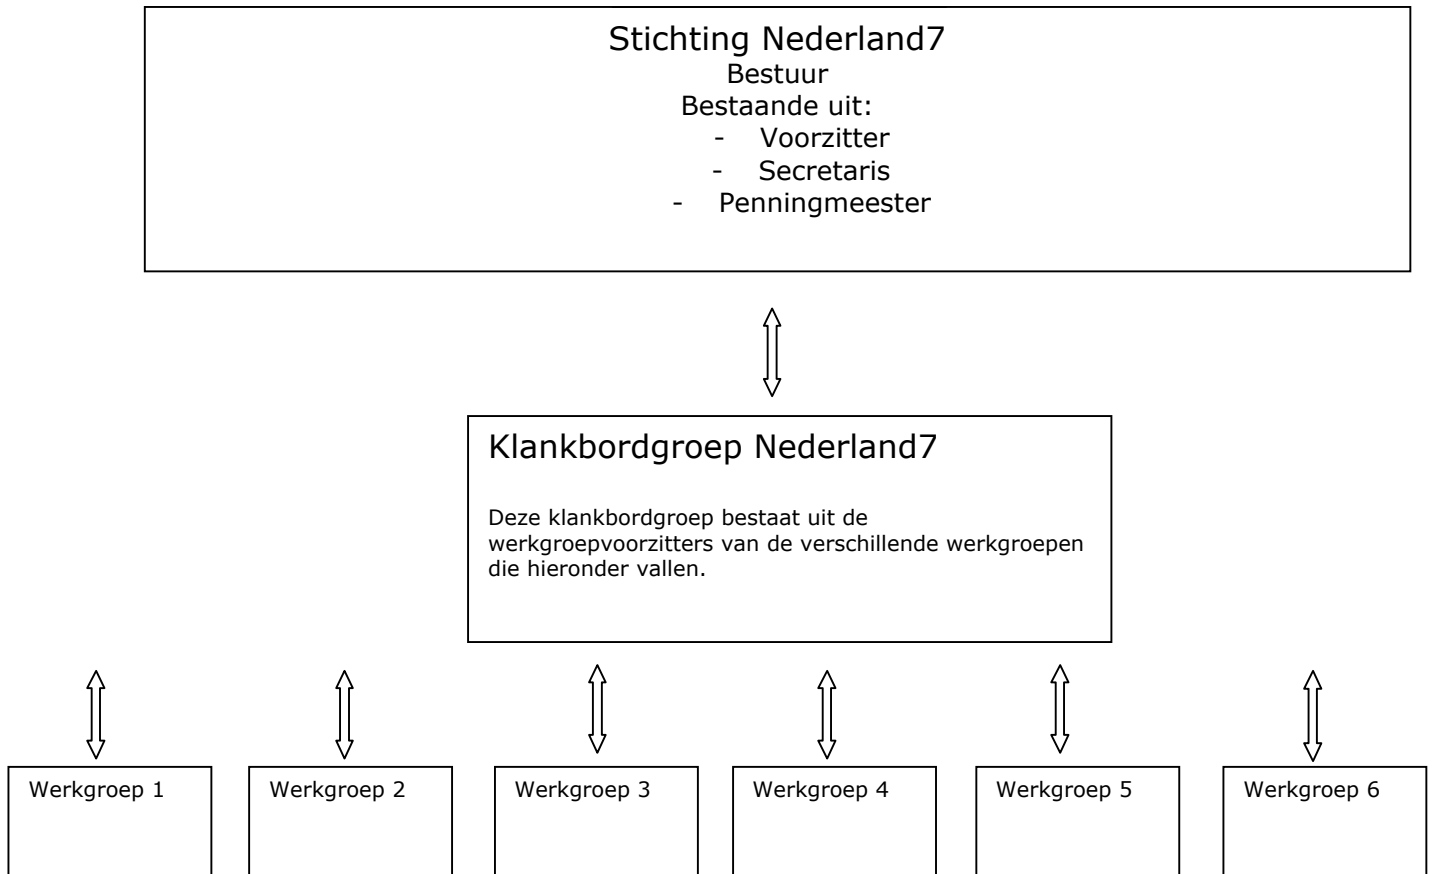 Stichting Nederland7
Bestuur
Bestaande uit:
- Voorzitter
- Secretaris
- Penningmeester
Klankbordgroep Nederland7
Deze klankbordgroep bestaat uit de
werkgroepvoorzitters van de verschillende werkgroepen
die hieronder vallen.
Werkgroep 1
Werkgroep 2
Werkgroep 3
Werkgroep 4
Werkgroep 5
Werkgroep 6